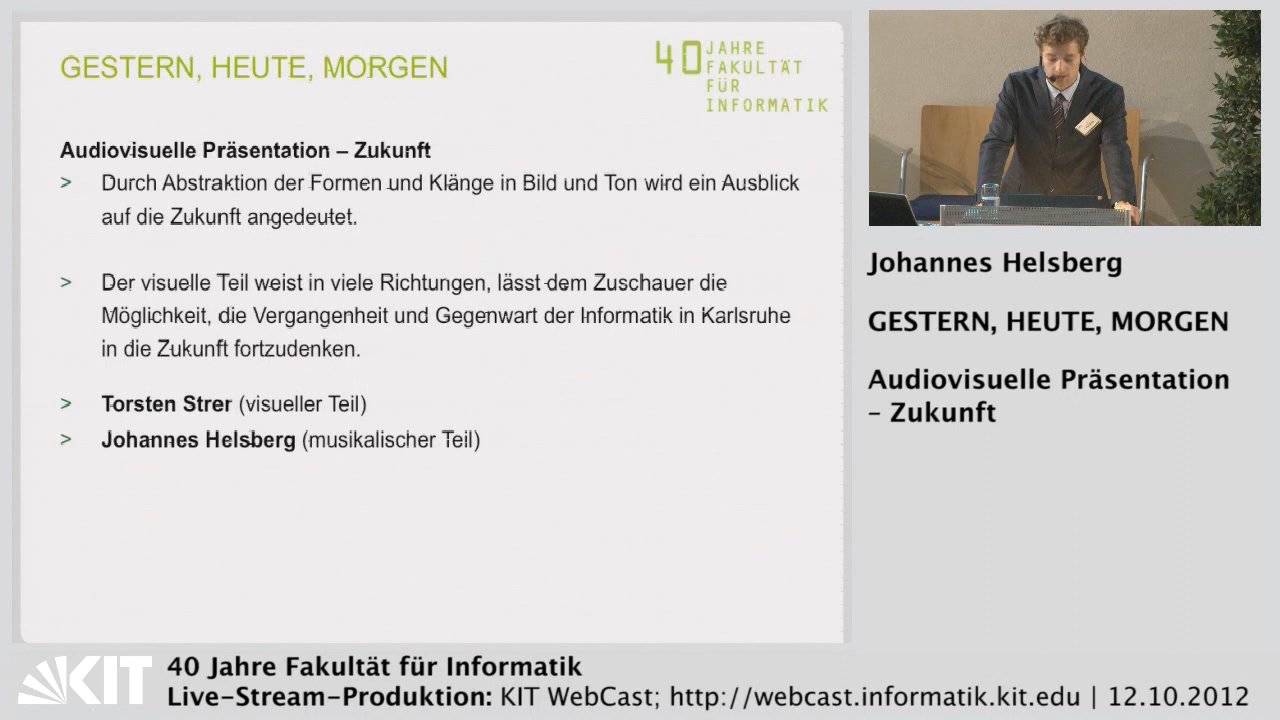 GESTERN, HEUTE, MORGEN
40 JAHRE
FAKULTÄT
FÜR
INFORMATIK
Audiovisuelle Präsentation – Zukunft
> Durch Abstraktion der Formen und Klänge in Bild und Ton wird ein Ausblick
auf die Zukunft angedeutet.
> Der visuelle Teil weist in viele Richtungen, lässt dem Zuschauer die
Möglichkeit, die Vergangenheit und Gegenwart der Informatik in Karlsruhe
in die Zukunft fortzudenken.
> Torsten Strer (visueller Teil)
> Johannes Helsberg (musikalischer Teil)
Johannes Helsberg
GESTERN, HEUTE, MORGEN
Audiovisuelle Präsentation
– Zukunft
KIT
40 Jahre Fakultät für Informatik
Live-Stream-Produktion: KIT WebCast; http://webcast.informatik.kit.edu | 12.10.2012